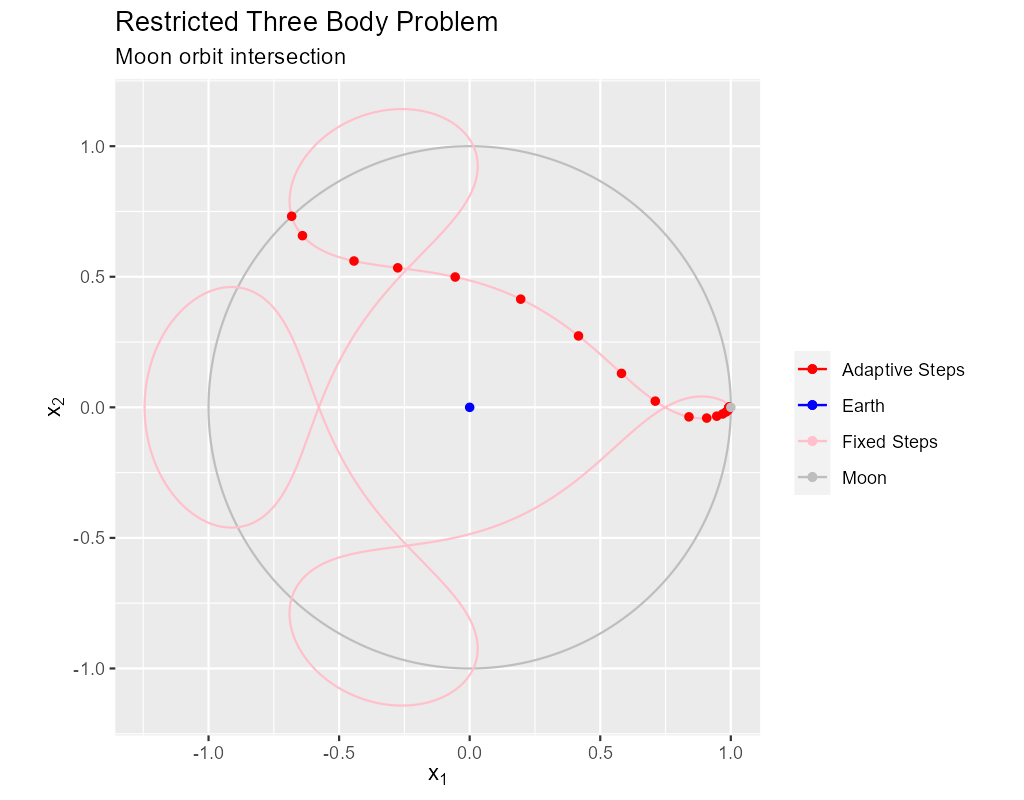 Restricted Three Body Problem
Moon orbit intersection
x2
1.0
0.5
0.0
-0.5
-1.0
-1.0 -0.5 0.0 0.5 1.0
x1
Adaptive Steps
Earth
Fixed Steps
Moon